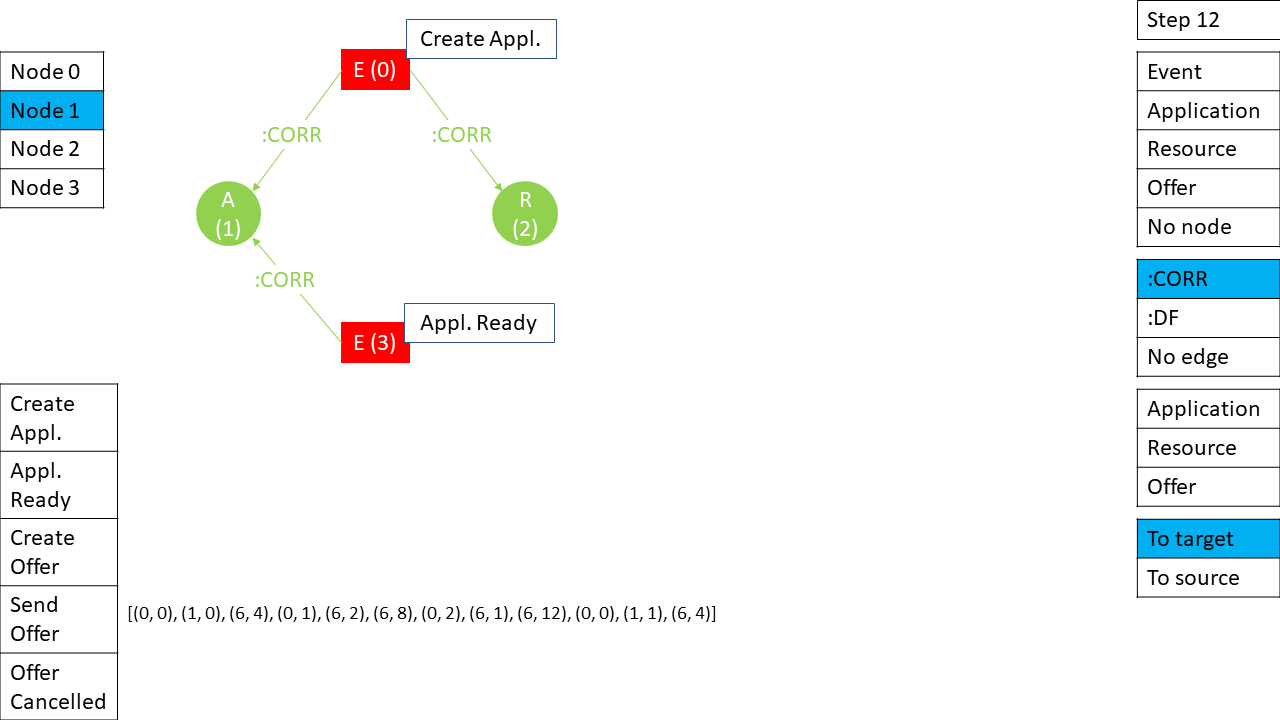 Step 12
Create Appl.
Node 0
Node 1
Node 2
Node 3
E (0)
:CORR
:CORR
A
(1)
R
(2)
:CORR
E (3)
Appl. Ready
Event
Application
Resource
Offer
No node
:CORR
:DF
No edge
Application
Resource
Offer
To target
To source
Create
Appl.
Appl.
Ready
Create
Offer
Send
Offer
Offer
Cancelled
[(0, 0), (1, 0), (6, 4), (0, 1), (6, 2), (6, 8), (0, 2), (6, 1), (6, 12), (0, 0), (1, 1), (6, 4)]